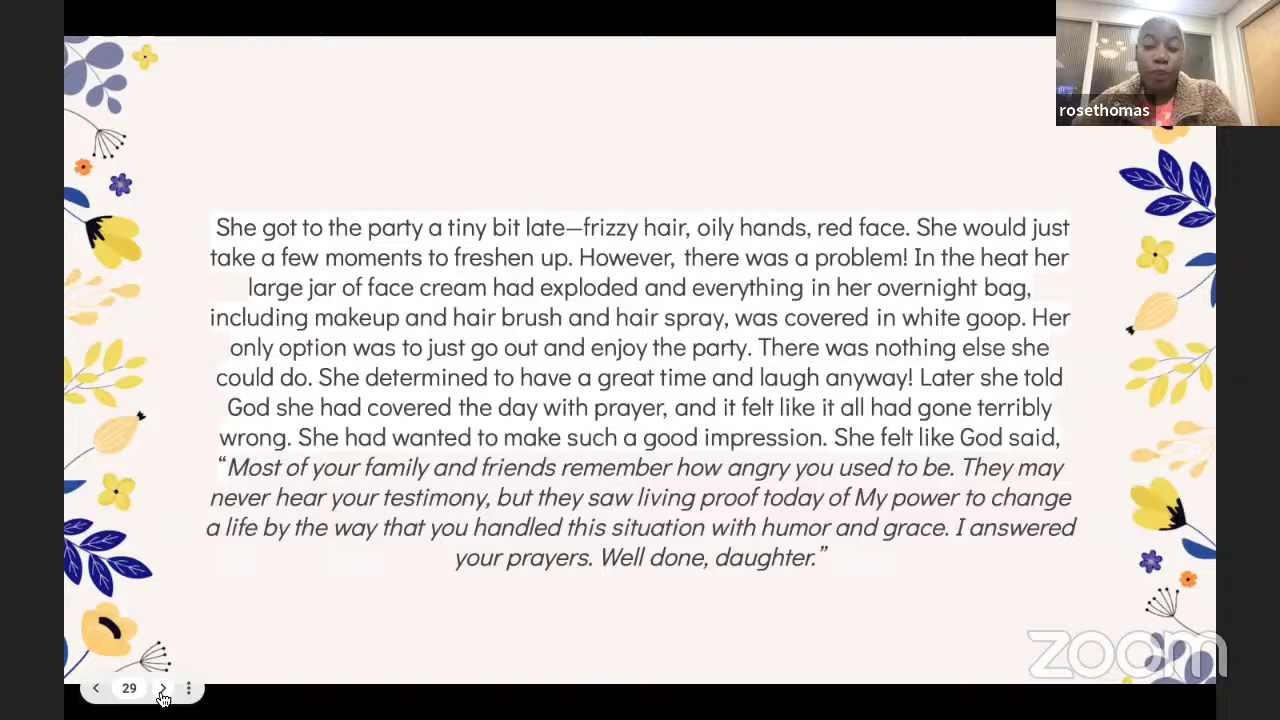 rosethomas
She got to the party a tiny bit late—frizzy hair, oily hands, red face. She would just
take a few moments to freshen up. However, there was a problem! In the heat her
large jar of face cream had exploded and everything in her overnight bag,
including makeup and hair brush and hair spray, was covered in white goop. Her
only option was to just go out and enjoy the party. There was nothing else she
could do. She determined to have a great time and laugh anyway! Later she told
God she had covered the day with prayer, and it felt like it all had gone terribly
wrong. She had wanted to make such a good impression. She felt like God said,
“Most of your family and friends remember how angry you used to be. They may
never hear your testimony, but they saw living proof today of My power to change
a life by the way that you handled this situation with humor and grace. I answered
your prayers. Well done, daughter.”
zoom
29